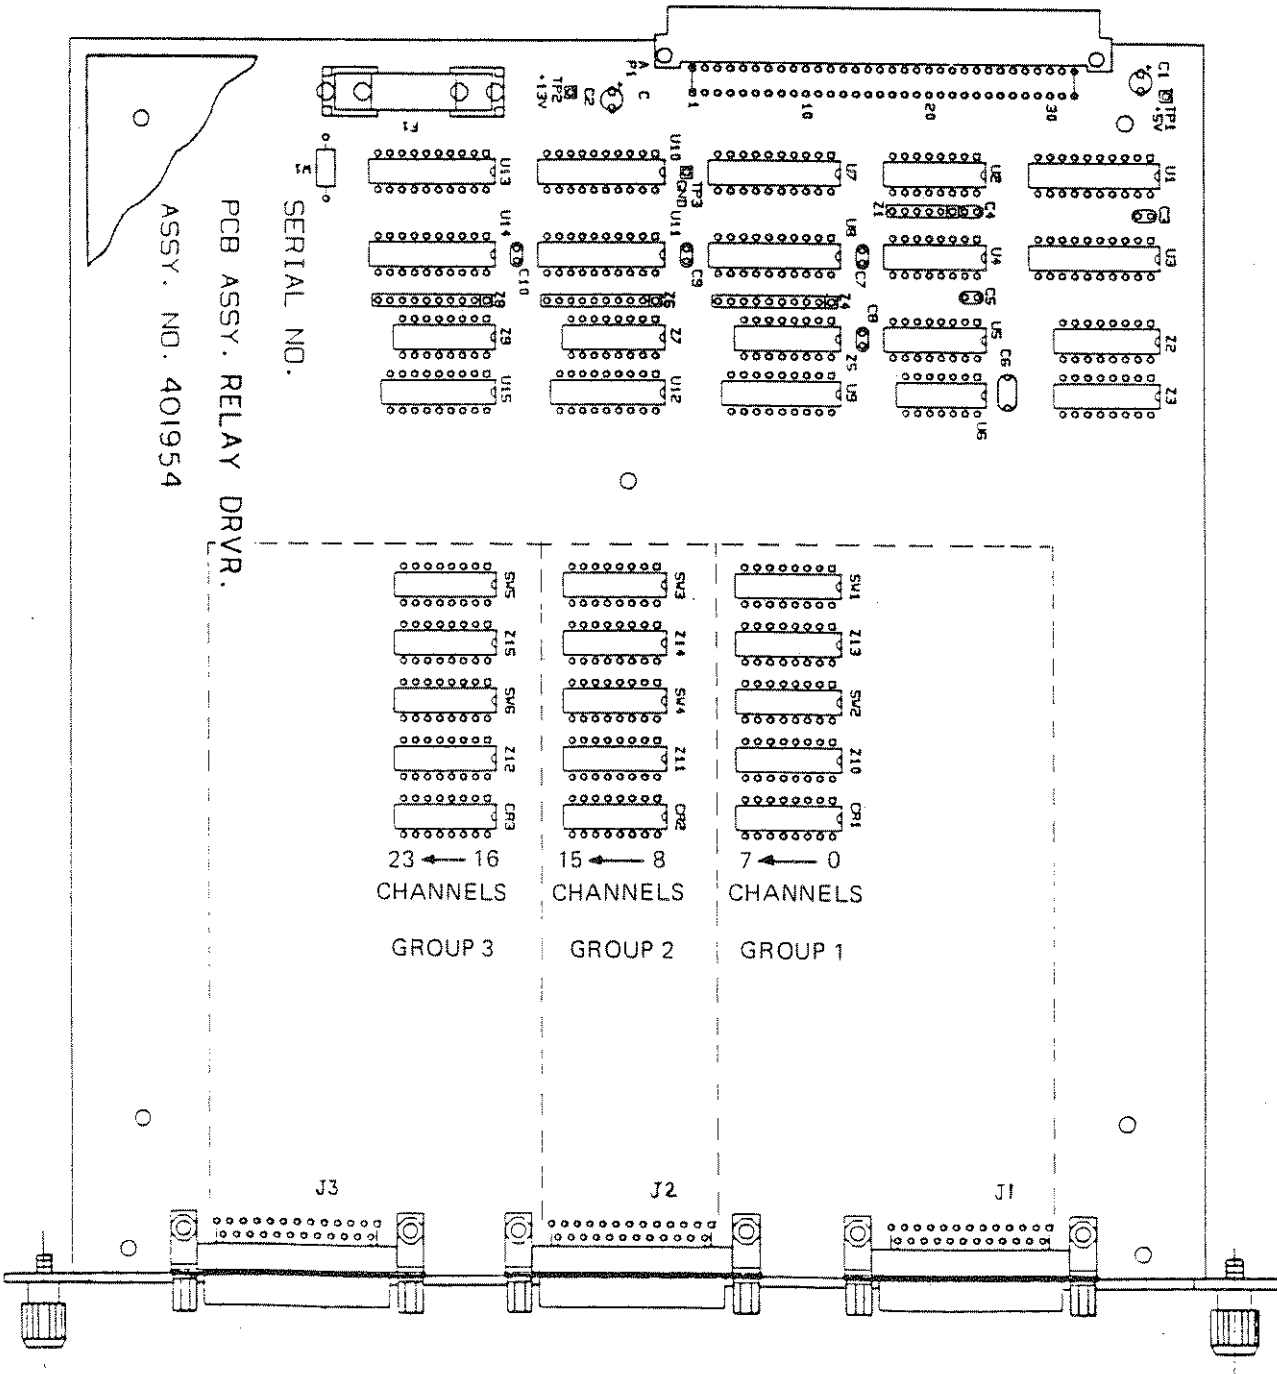 A
P1
C
1
10
20
30
C1
TP1
+5V
C2
TP2
+13V
F1
W1
U13
U10
TP3
GND
U7
U2
U1
Z1
C4
C3
U14
C10
U11
C9
U8
C7
U4
U3
C5
Z8
Z6
Z4
C8
Z9
Z7
Z5
U5
C6
Z2
U15
U12
U9
U6
Z3
SERIAL NO.
PCB ASSY. RELAY DRVR.
ASSY. NO. 401954
SW5
SW3
SW1
Z15
Z14
Z13
SW6
SW4
SW2
Z12
Z11
Z10
CR3
CR2
CR1
23 ← 16
CHANNELS
GROUP 3
15 ← 8
CHANNELS
GROUP 2
7 ← 0
CHANNELS
GROUP 1
J3
J2
J1